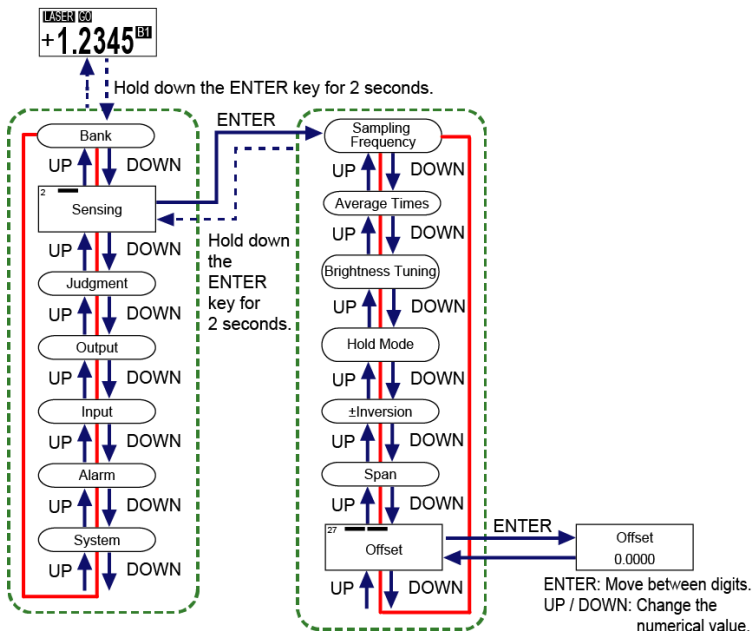 LASER GO
+1.2345 B1
Hold down the ENTER key for 2 seconds.
Bank
UP DOWN
2
Sensing
UP DOWN
Judgment
UP DOWN
Output
UP DOWN
Input
UP DOWN
Alarm
UP DOWN
System
UP DOWN
ENTER
Hold down
the
ENTER
key for
2 seconds.
Sampling
Frequency
UP DOWN
Average Times
UP DOWN
Brightness Tuning
UP DOWN
Hold Mode
UP DOWN
±Inversion
UP DOWN
Span
UP DOWN
27
Offset
UP DOWN
ENTER
Offset
0.0000
ENTER: Move between digits.
UP / DOWN: Change the
numerical value.